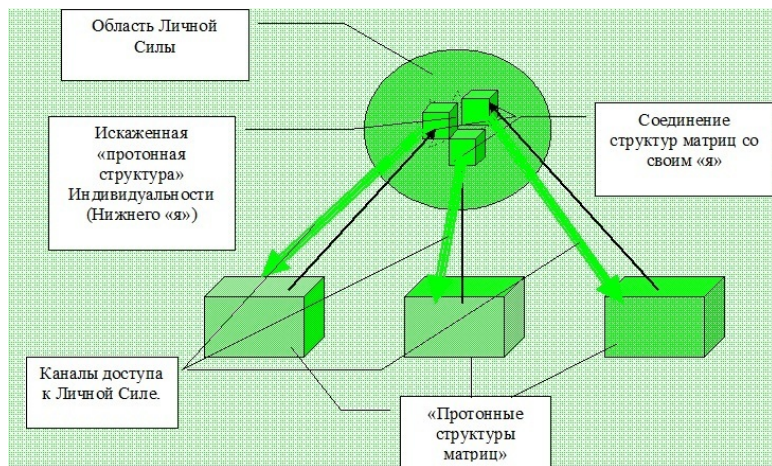 Область Личной
Силы
Искаженная
«протонная
структура»
Индивидуальности
(Нижнего «я»)
Соединение
структур матриц со
своим «я»
Каналы доступа
к Личной Силе.
«Протонные
структуры
матриц»